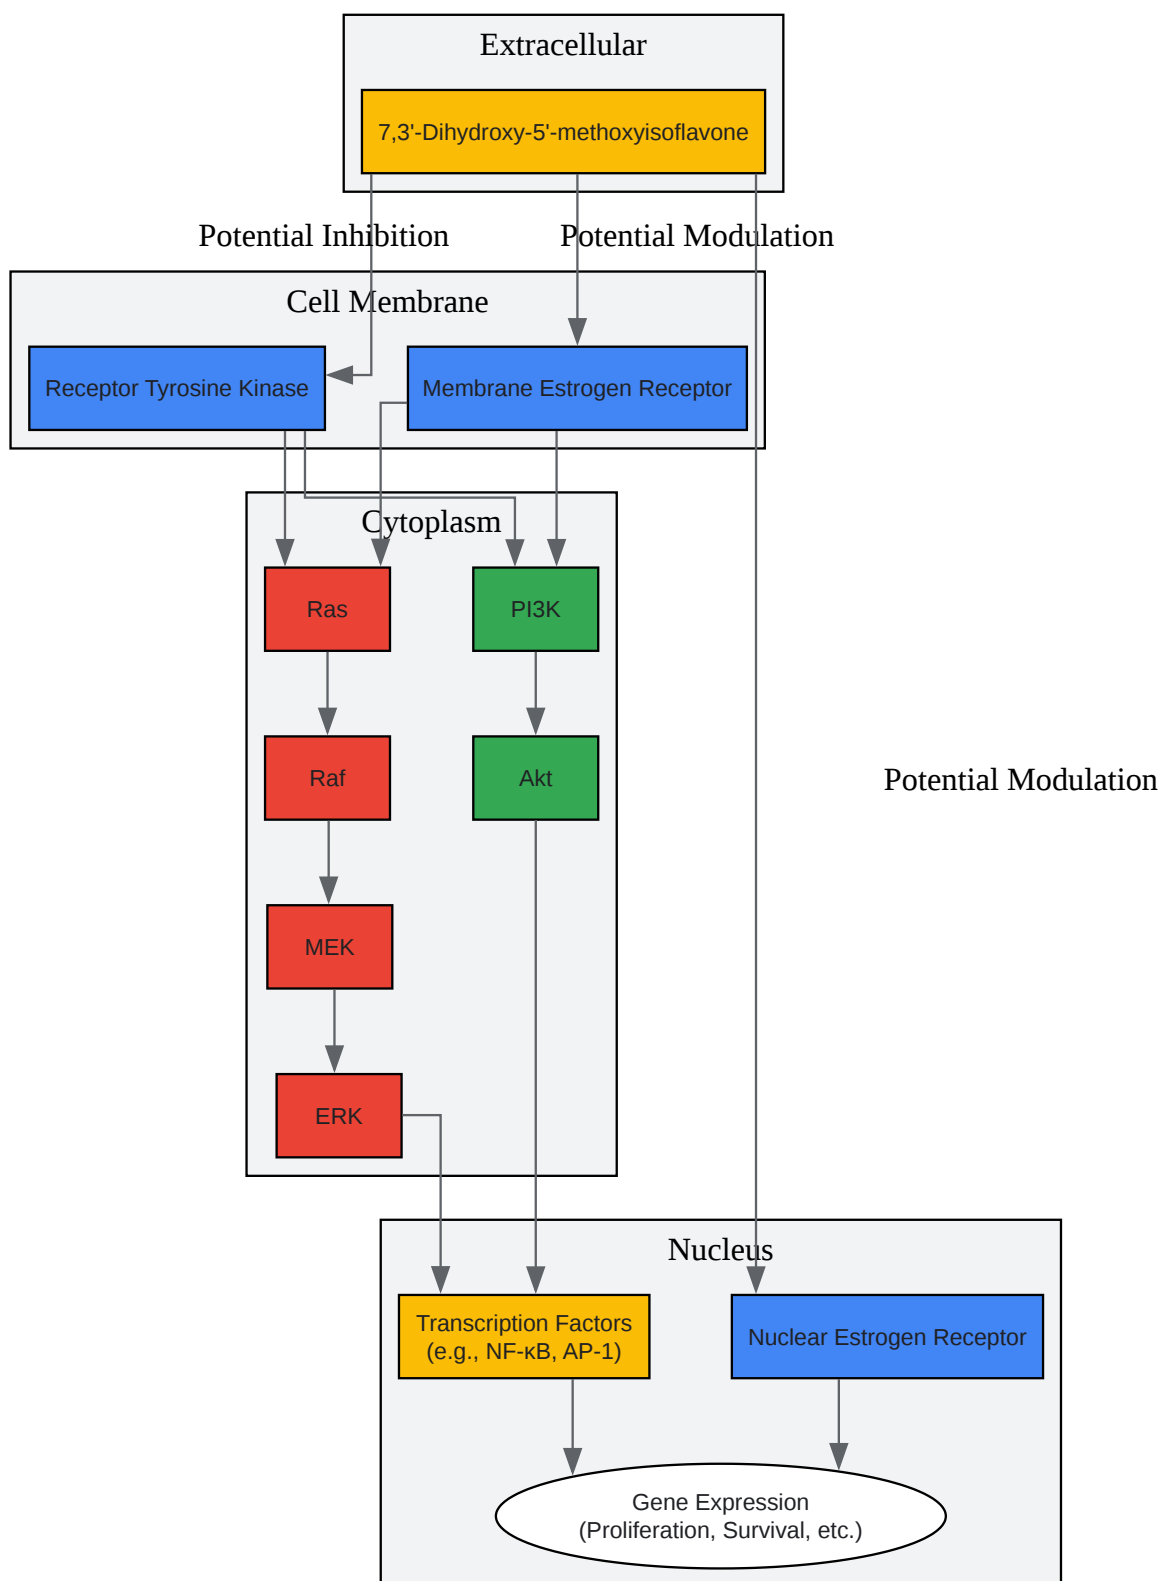 Extracellular
7,3'-Dihydroxy-5'-methoxyisoflavone
Potential Inhibition
Potential Modulation
Cell Membrane
Receptor Tyrosine Kinase
Membrane Estrogen Receptor
Cytoplasm
Ras
PI3K
Raf
Akt
Potential Modulation
MEK
ERK
Nucleus
Transcription Factors
(e.g., NF-κB, AP-1)
Nuclear Estrogen Receptor
Gene Expression
(Proliferation, Survival, etc.)